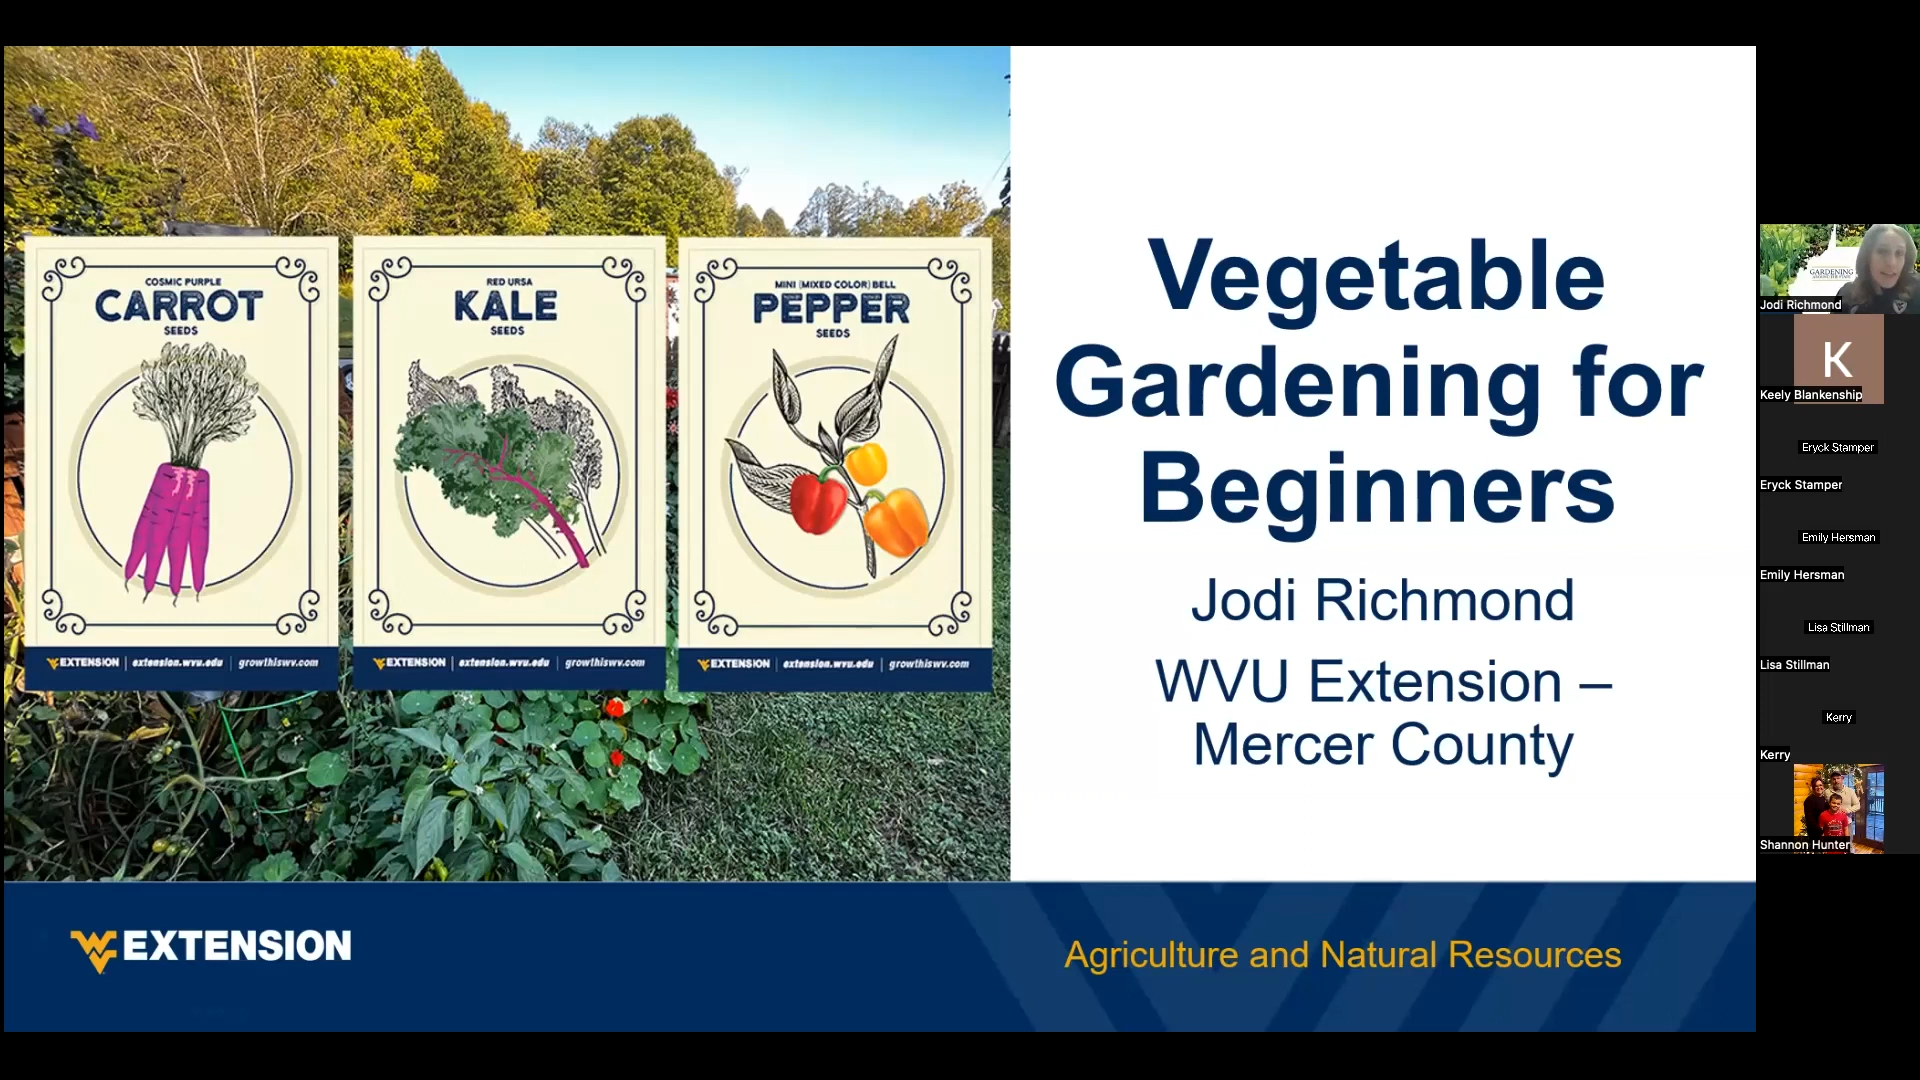 COSMIC PURPLE
CARROT
SEEDS
EXTENSION | extension.wvu.edu | growthiswv.com
RED URSA
KALE
SEEDS
EXTENSION | extension.wvu.edu | growthiswv.com
MINI (MIXED COLOR) BELL
PEPPER
SEEDS
EXTENSION | extension.wvu.edu | growthiswv.com
Vegetable
Gardening for
Beginners
Jodi Richmond
WVU Extension –
Mercer County
WV EXTENSION
Agriculture and Natural Resources
GARDENING
Jodi Richmond
K
Keely Blankenship
Eryck Stamper
Eryck Stamper
Emily Hersman
Emily Hersman
Lisa Stillman
Lisa Stillman
Kerry
Kerry
Shannon Hunter